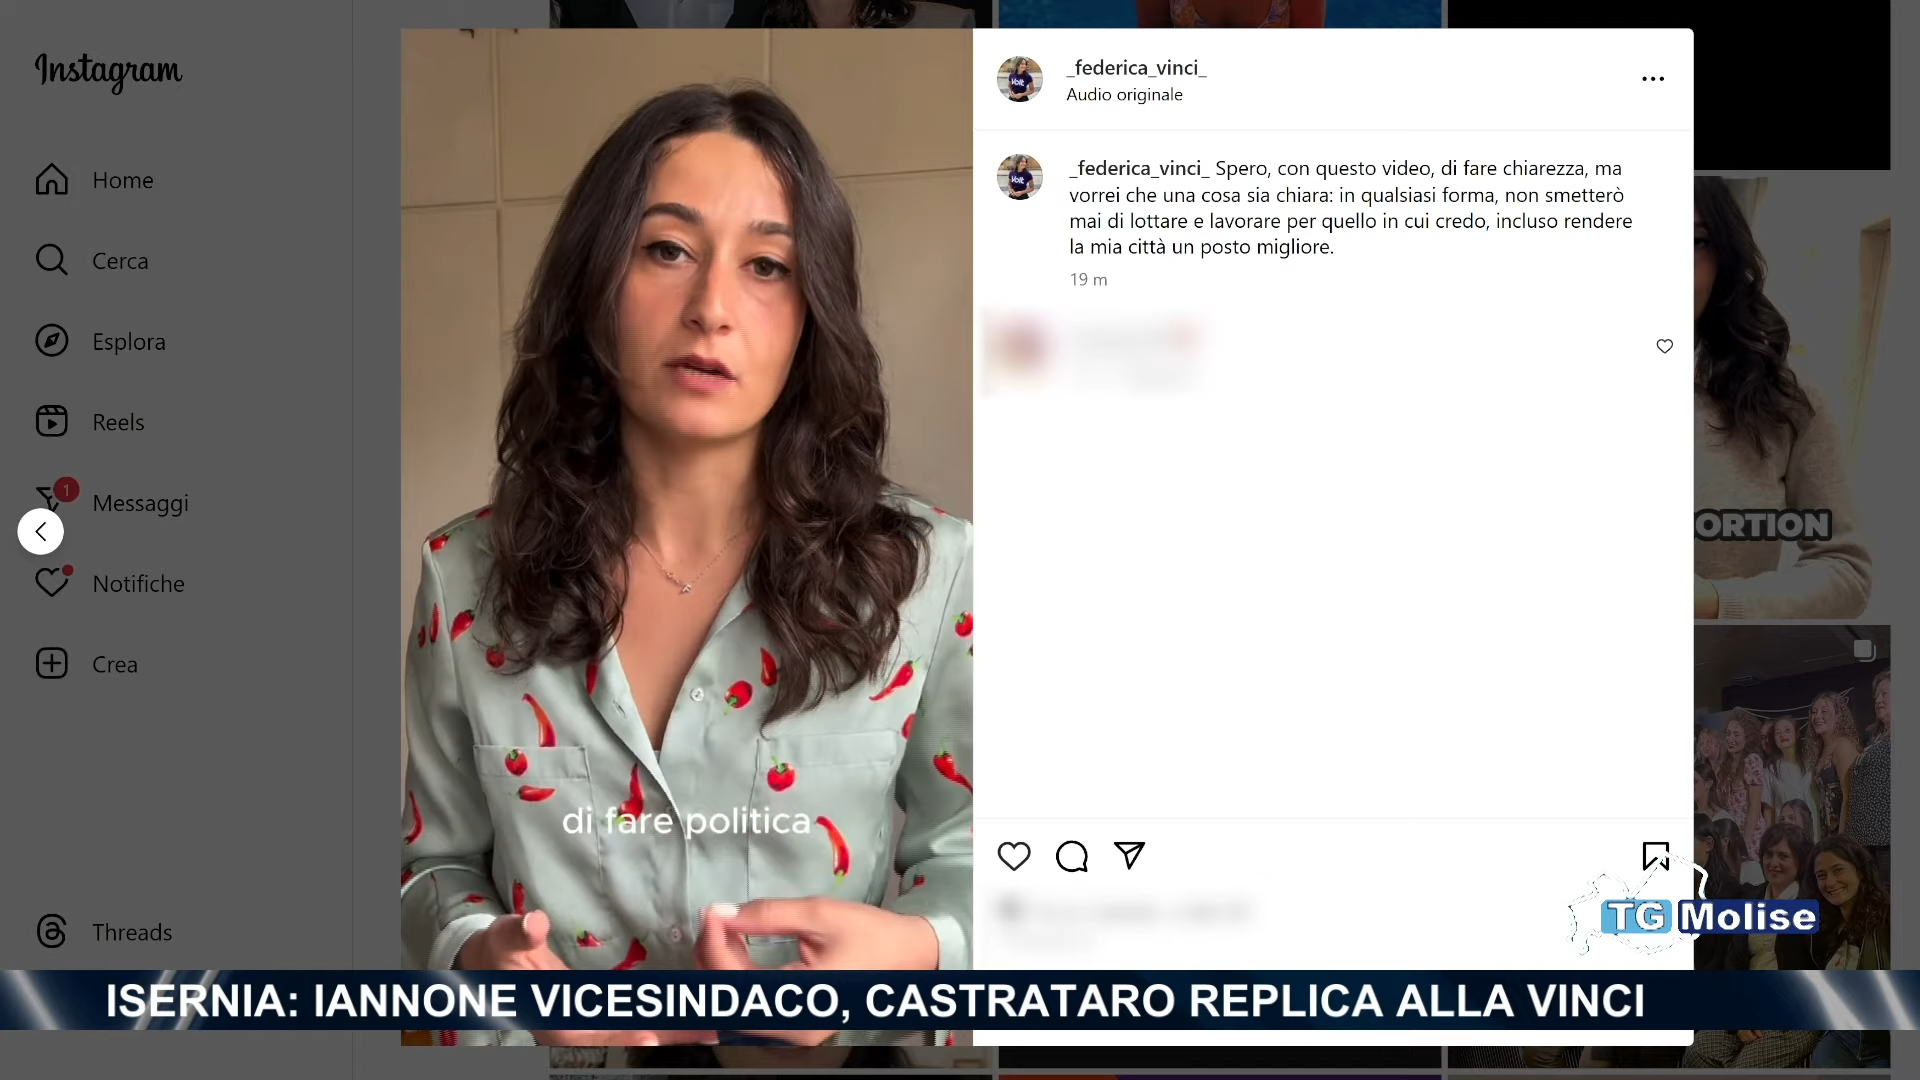 Instagram
Home
Cerca
Esplora
Reels
1
Messaggi
Notifiche
Crea
Threads
di fare politica
_federica_vinci_
Audio originale
Volt
_federica_vinci_ Spero, con questo video, di fare chiarezza, ma
vorrei che una cosa sia chiara: in qualsiasi forma, non smetterò
mai di lottare e lavorare per quello in cui credo, incluso rendere
la mia città un posto migliore.
19 m
Volt
ORTION
TG Molise
ISERNIA: IANNONE VICESINDACO, CASTRATARO REPLICA ALLA VINCI